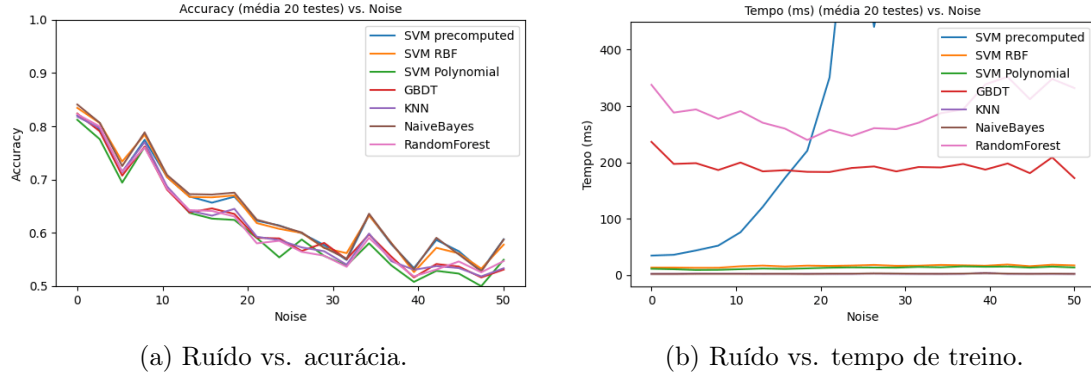 Accuracy (média 20 testes) vs. Noise
1.0
0.9
0.8
0.7
0.6
0.5
Accuracy
0
10
20
30
40
50
Noise
SVM precomputed
SVM RBF
SVM Polynomial
GBDT
KNN
NaiveBayes
RandomForest
(a) Ruído vs. acurácia.
Tempo (ms) (média 20 testes) vs. Noise
400
300
200
100
0
Tempo (ms)
0
10
20
30
40
50
Noise
SVM precomputed
SVM RBF
SVM Polynomial
GBDT
KNN
NaiveBayes
RandomForest
(b) Ruído vs. tempo de treino.